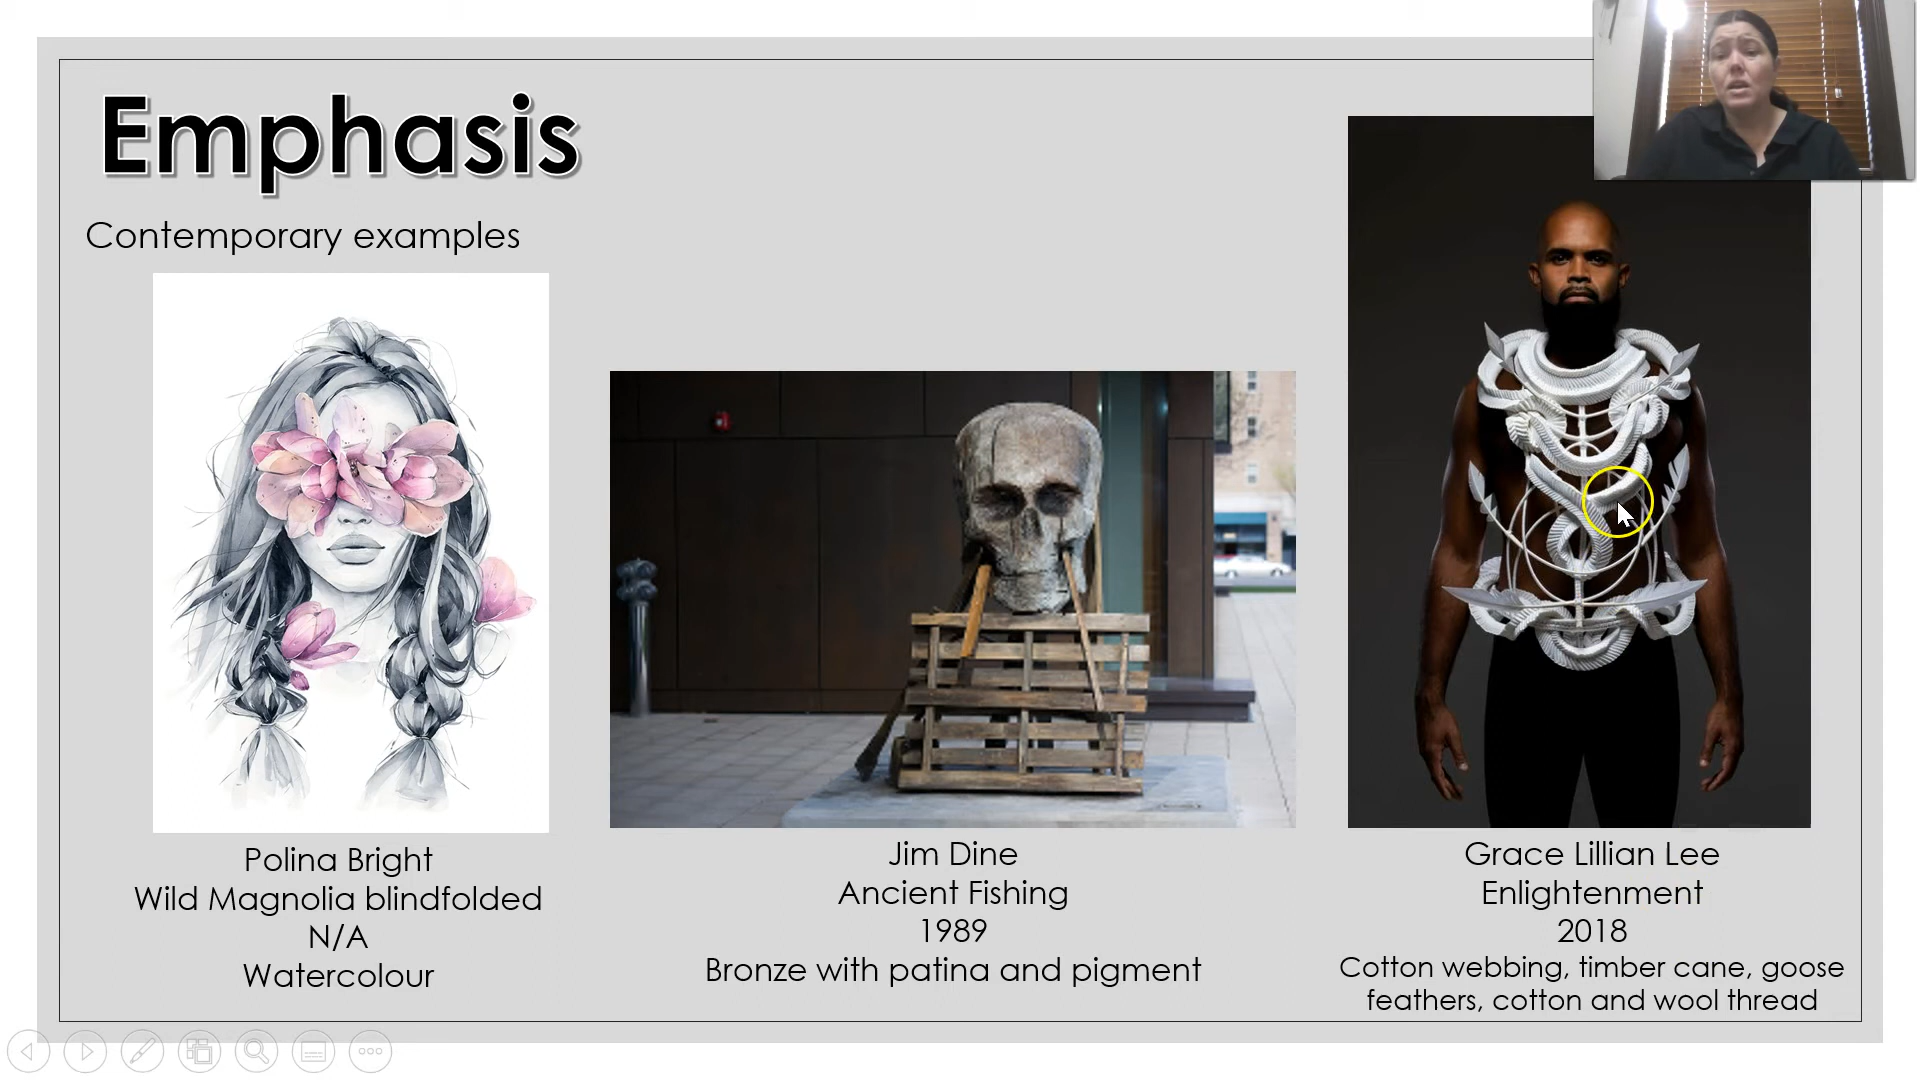 Emphasis
Contemporary examples
Polina Bright
Wild Magnolia blindfolded
N/A
Watercolour
Jim Dine
Ancient Fishing
1989
Bronze with patina and pigment
Grace Lillian Lee
Enlightenment
2018
Cotton webbing, timber cane, goose
feathers, cotton and wool thread